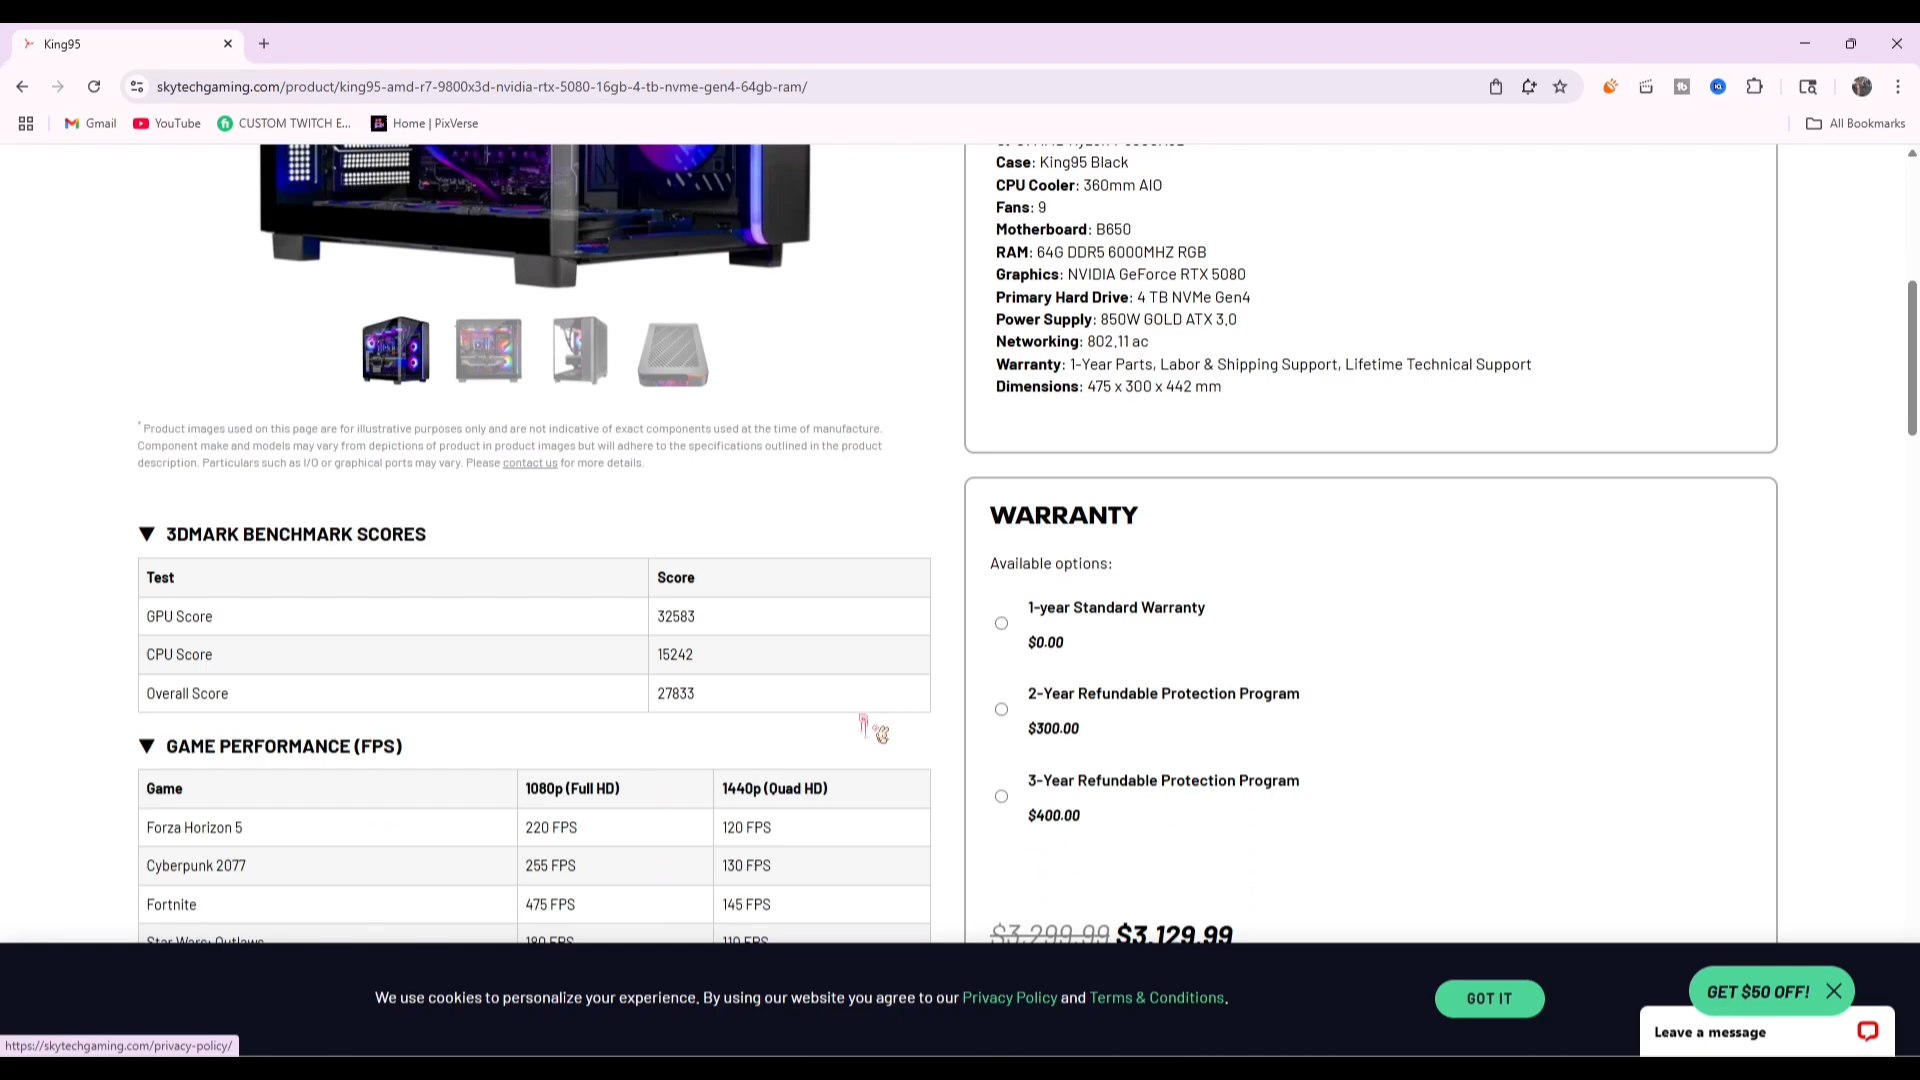 King95
skytechgaming.com/product/king95-amd-r7-9800x3d-nvidia-rtx-5080-16gb-4-tb-nvme-gen4-64gb-ram/
Gmail
YouTube
CUSTOM TWITCH E...
Home | PixVerse
All Bookmarks
Case: King95 Black
CPU Cooler: 360mm AIO
Fans: 9
Motherboard: B650
RAM: 64G DDR5 6000MHZ RGB
Graphics: NVIDIA GeForce RTX 5080
Primary Hard Drive: 4 TB NVMe Gen4
Power Supply: 850W GOLD ATX 3.0
Networking: 802.11 ac
Warranty: 1-Year Parts, Labor & Shipping Support, Lifetime Technical Support
Dimensions: 475 x 300 x 442 mm
* Product images used on this page are for illustrative purposes only and are not indicative of exact components used at the time of manufacture.
Component make and models may vary from depictions of product in product images but will adhere to the specifications outlined in the product
description. Particulars such as I/O or graphical ports may vary. Please contact us for more details.
▼ 3DMARK BENCHMARK SCORES
Test Score
GPU Score 32583
CPU Score 15242
Overall Score 27833
▼ GAME PERFORMANCE (FPS)
Game 1080p (Full HD) 1440p (Quad HD)
Forza Horizon 5 220 FPS 120 FPS
Cyberpunk 2077 255 FPS 130 FPS
Fortnite 475 FPS 145 FPS
Star Wars: Outlaws 180 FPS 110 FPS
WARRANTY
Available options:
1-year Standard Warranty
$0.00
2-Year Refundable Protection Program
$300.00
3-Year Refundable Protection Program
$400.00
$3,299.99 $3,129.99
We use cookies to personalize your experience. By using our website you agree to our Privacy Policy and Terms & Conditions.
GOT IT
GET $50 OFF!
Leave a message
https://skytechgaming.com/privacy-policy/